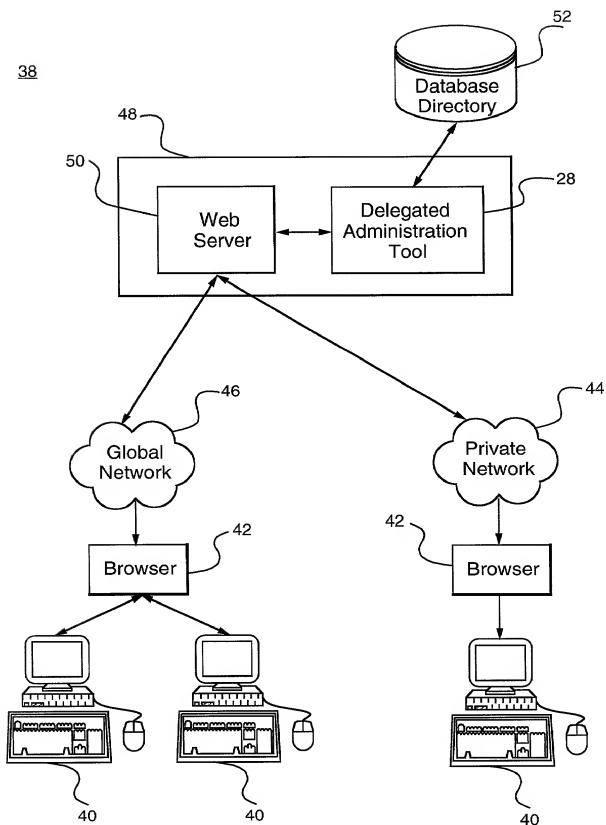 52
38
Database
Directory
48
50
28
Web
Server
Delegated
Administration
Tool
46
44
Global
Network
Private
Network
42
42
Browser
Browser
40
40
40